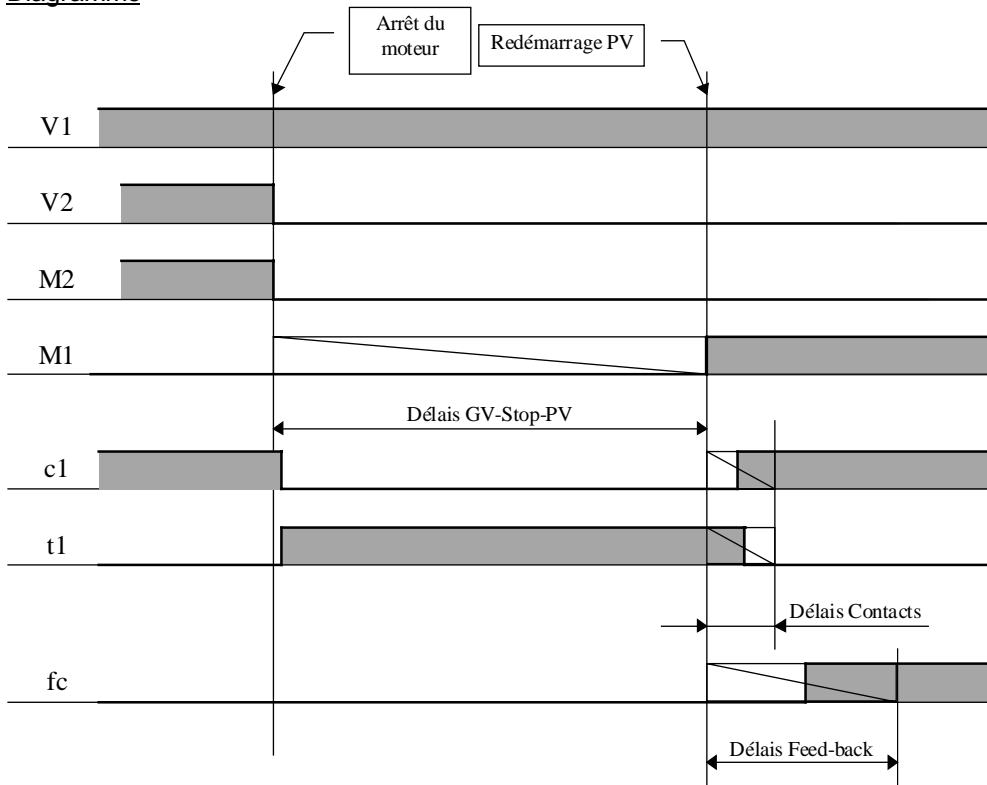 Diagramme
Arrêt du
moteur
Redémarrage PV
V1
V2
M2
M1
Délais GV-Stop-PV
c1
t1
Délais Contacts
fc
Délais Feed-back